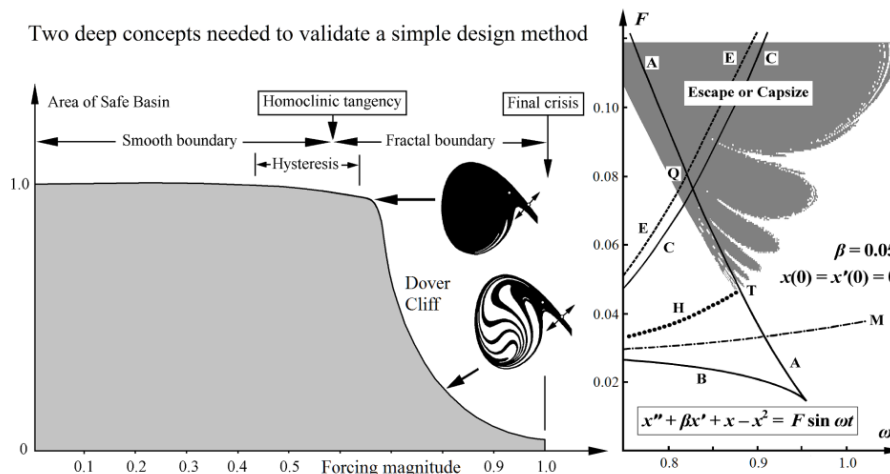 Two deep concepts needed to validate a simple design method
Area of Safe Basin
Homoclinic tangency
Final crisis
Smooth boundary
Fractal boundary
Hysteresis
1.0
Dover
Cliff
0
0.1
0.2
0.3
0.4
0.5
Forcing magnitude
0.9
1.0
F
A
E
C
Escape or Capsize
0.10
0.08
Q
E
0.06
C
β = 0.05
x(0) = x′(0) = 0
T
H
0.04
M
B
A
0.02
x″ + βx′ + x – x² = F sin ωt
ω
0.8
0.9
1.0